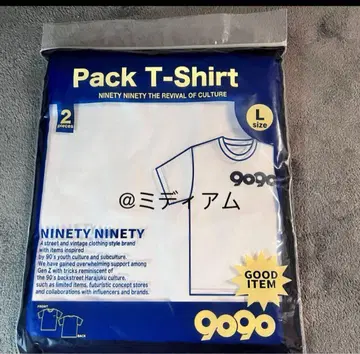 Pack T-Shirt
NINETY NINETY THE REVIVAL OF CULTURE
2
pieces
L
size
9090
@ミディアム
NINETY NINETY
A street and vintage clothing style brand
with items inspired
by 90's youth culture and subculture.
We have gained overwhelming support among
Gen Z with tricks reminiscent of
the 90's backstreet Harajuku culture,
such as limited items, futuristic concept stores
and collaborations with influencers and brands.
GOOD
ITEM
FRONT
BACK
9090